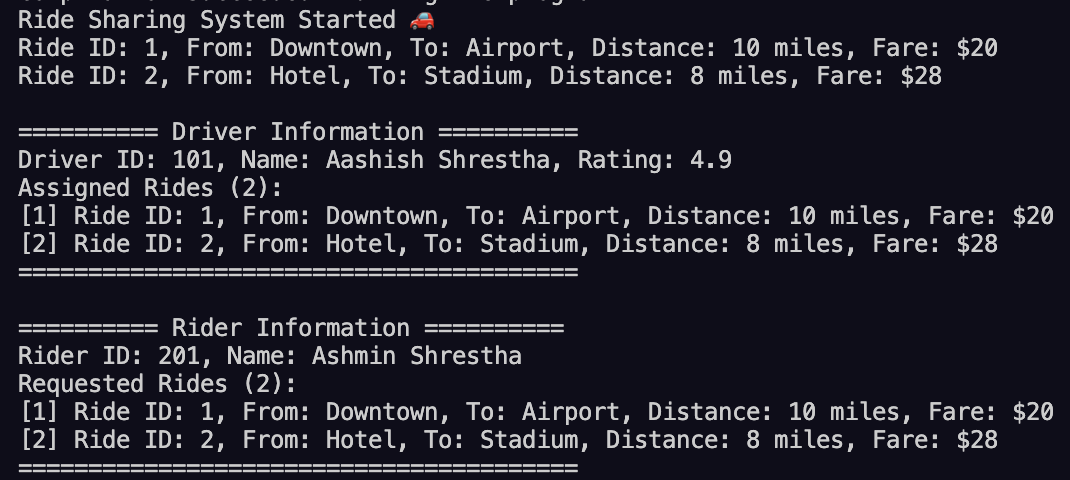 Ride Sharing System Started 🚗
Ride ID: 1, From: Downtown, To: Airport, Distance: 10 miles, Fare: $20
Ride ID: 2, From: Hotel, To: Stadium, Distance: 8 miles, Fare: $28
========== Driver Information ==========
Driver ID: 101, Name: Aashish Shrestha, Rating: 4.9
Assigned Rides (2):
[1] Ride ID: 1, From: Downtown, To: Airport, Distance: 10 miles, Fare: $20
[2] Ride ID: 2, From: Hotel, To: Stadium, Distance: 8 miles, Fare: $28
========================================
========== Rider Information ==========
Rider ID: 201, Name: Ashmin Shrestha
Requested Rides (2):
[1] Ride ID: 1, From: Downtown, To: Airport, Distance: 10 miles, Fare: $20
[2] Ride ID: 2, From: Hotel, To: Stadium, Distance: 8 miles, Fare: $28
========================================